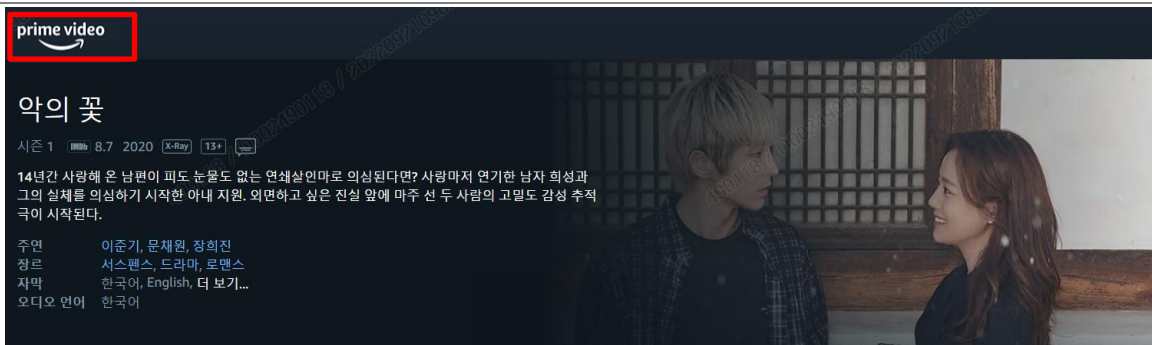 prime video
악의 꽃
시즌 1 IMDb 8.7 2020 X-Ray 13+
14년간 사랑해 온 남편이 피도 눈물도 없는 연쇄살인마로 의심된다면? 사랑마저 연기한 남자 희성과
그의 실체를 의심하기 시작한 아내 지원. 외면하고 싶은 진실 앞에 마주 선 두 사람의 고밀도 감성 추적
극이 시작된다.
주연 이준기, 문채원, 장희진
장르 서스펜스, 드라마, 로맨스
자막 한국어, English, 더 보기...
오디오 언어 한국어